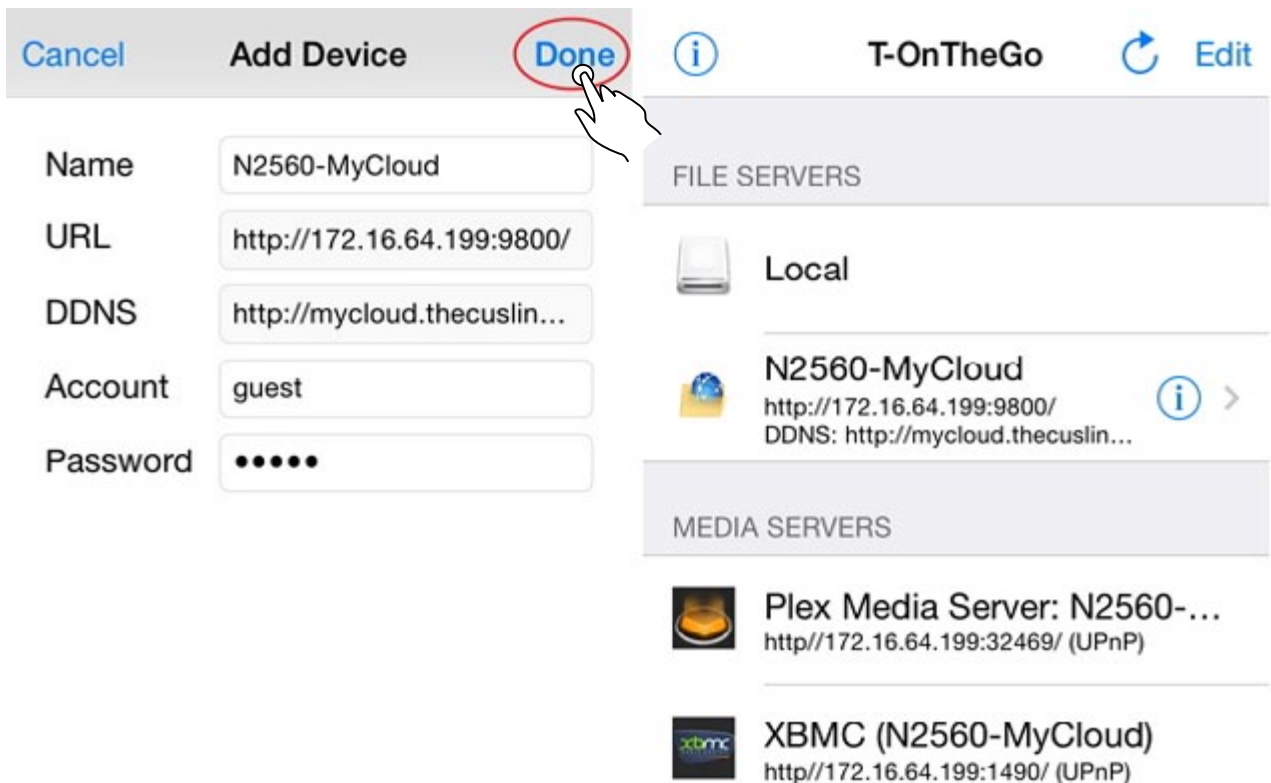 Cancel
Add Device
Done
Name
N2560-MyCloud
URL
http://172.16.64.199:9800/
DDNS
http://mycloud.thecuslin...
Account
guest
Password
•••••
T-OnTheGo
Edit
FILE SERVERS
Local
N2560-MyCloud
http://172.16.64.199:9800/
DDNS: http://mycloud.thecuslin...
MEDIA SERVERS
Plex Media Server: N2560-...
http//172.16.64.199:32469/ (UPnP)
xbmc
XBMC (N2560-MyCloud)
http//172.16.64.199:1490/ (UPnP)